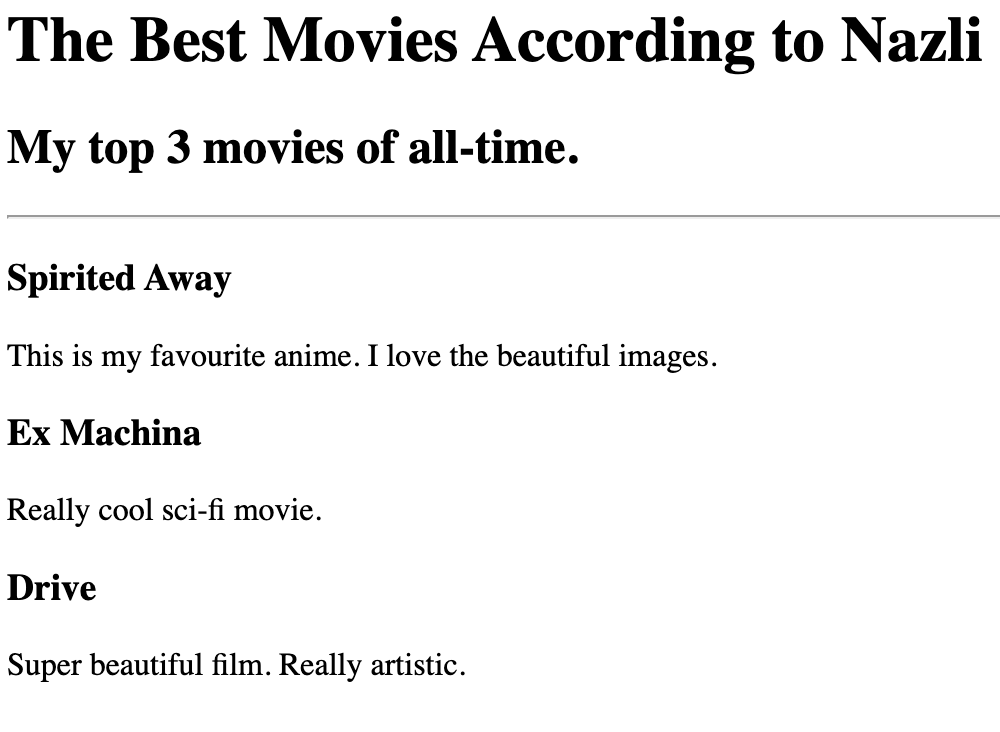 The Best Movies According to Nazli
My top 3 movies of all-time.
Spirited Away
This is my favourite anime. I love the beautiful images.
Ex Machina
Really cool sci-fi movie.
Drive
Super beautiful film. Really artistic.